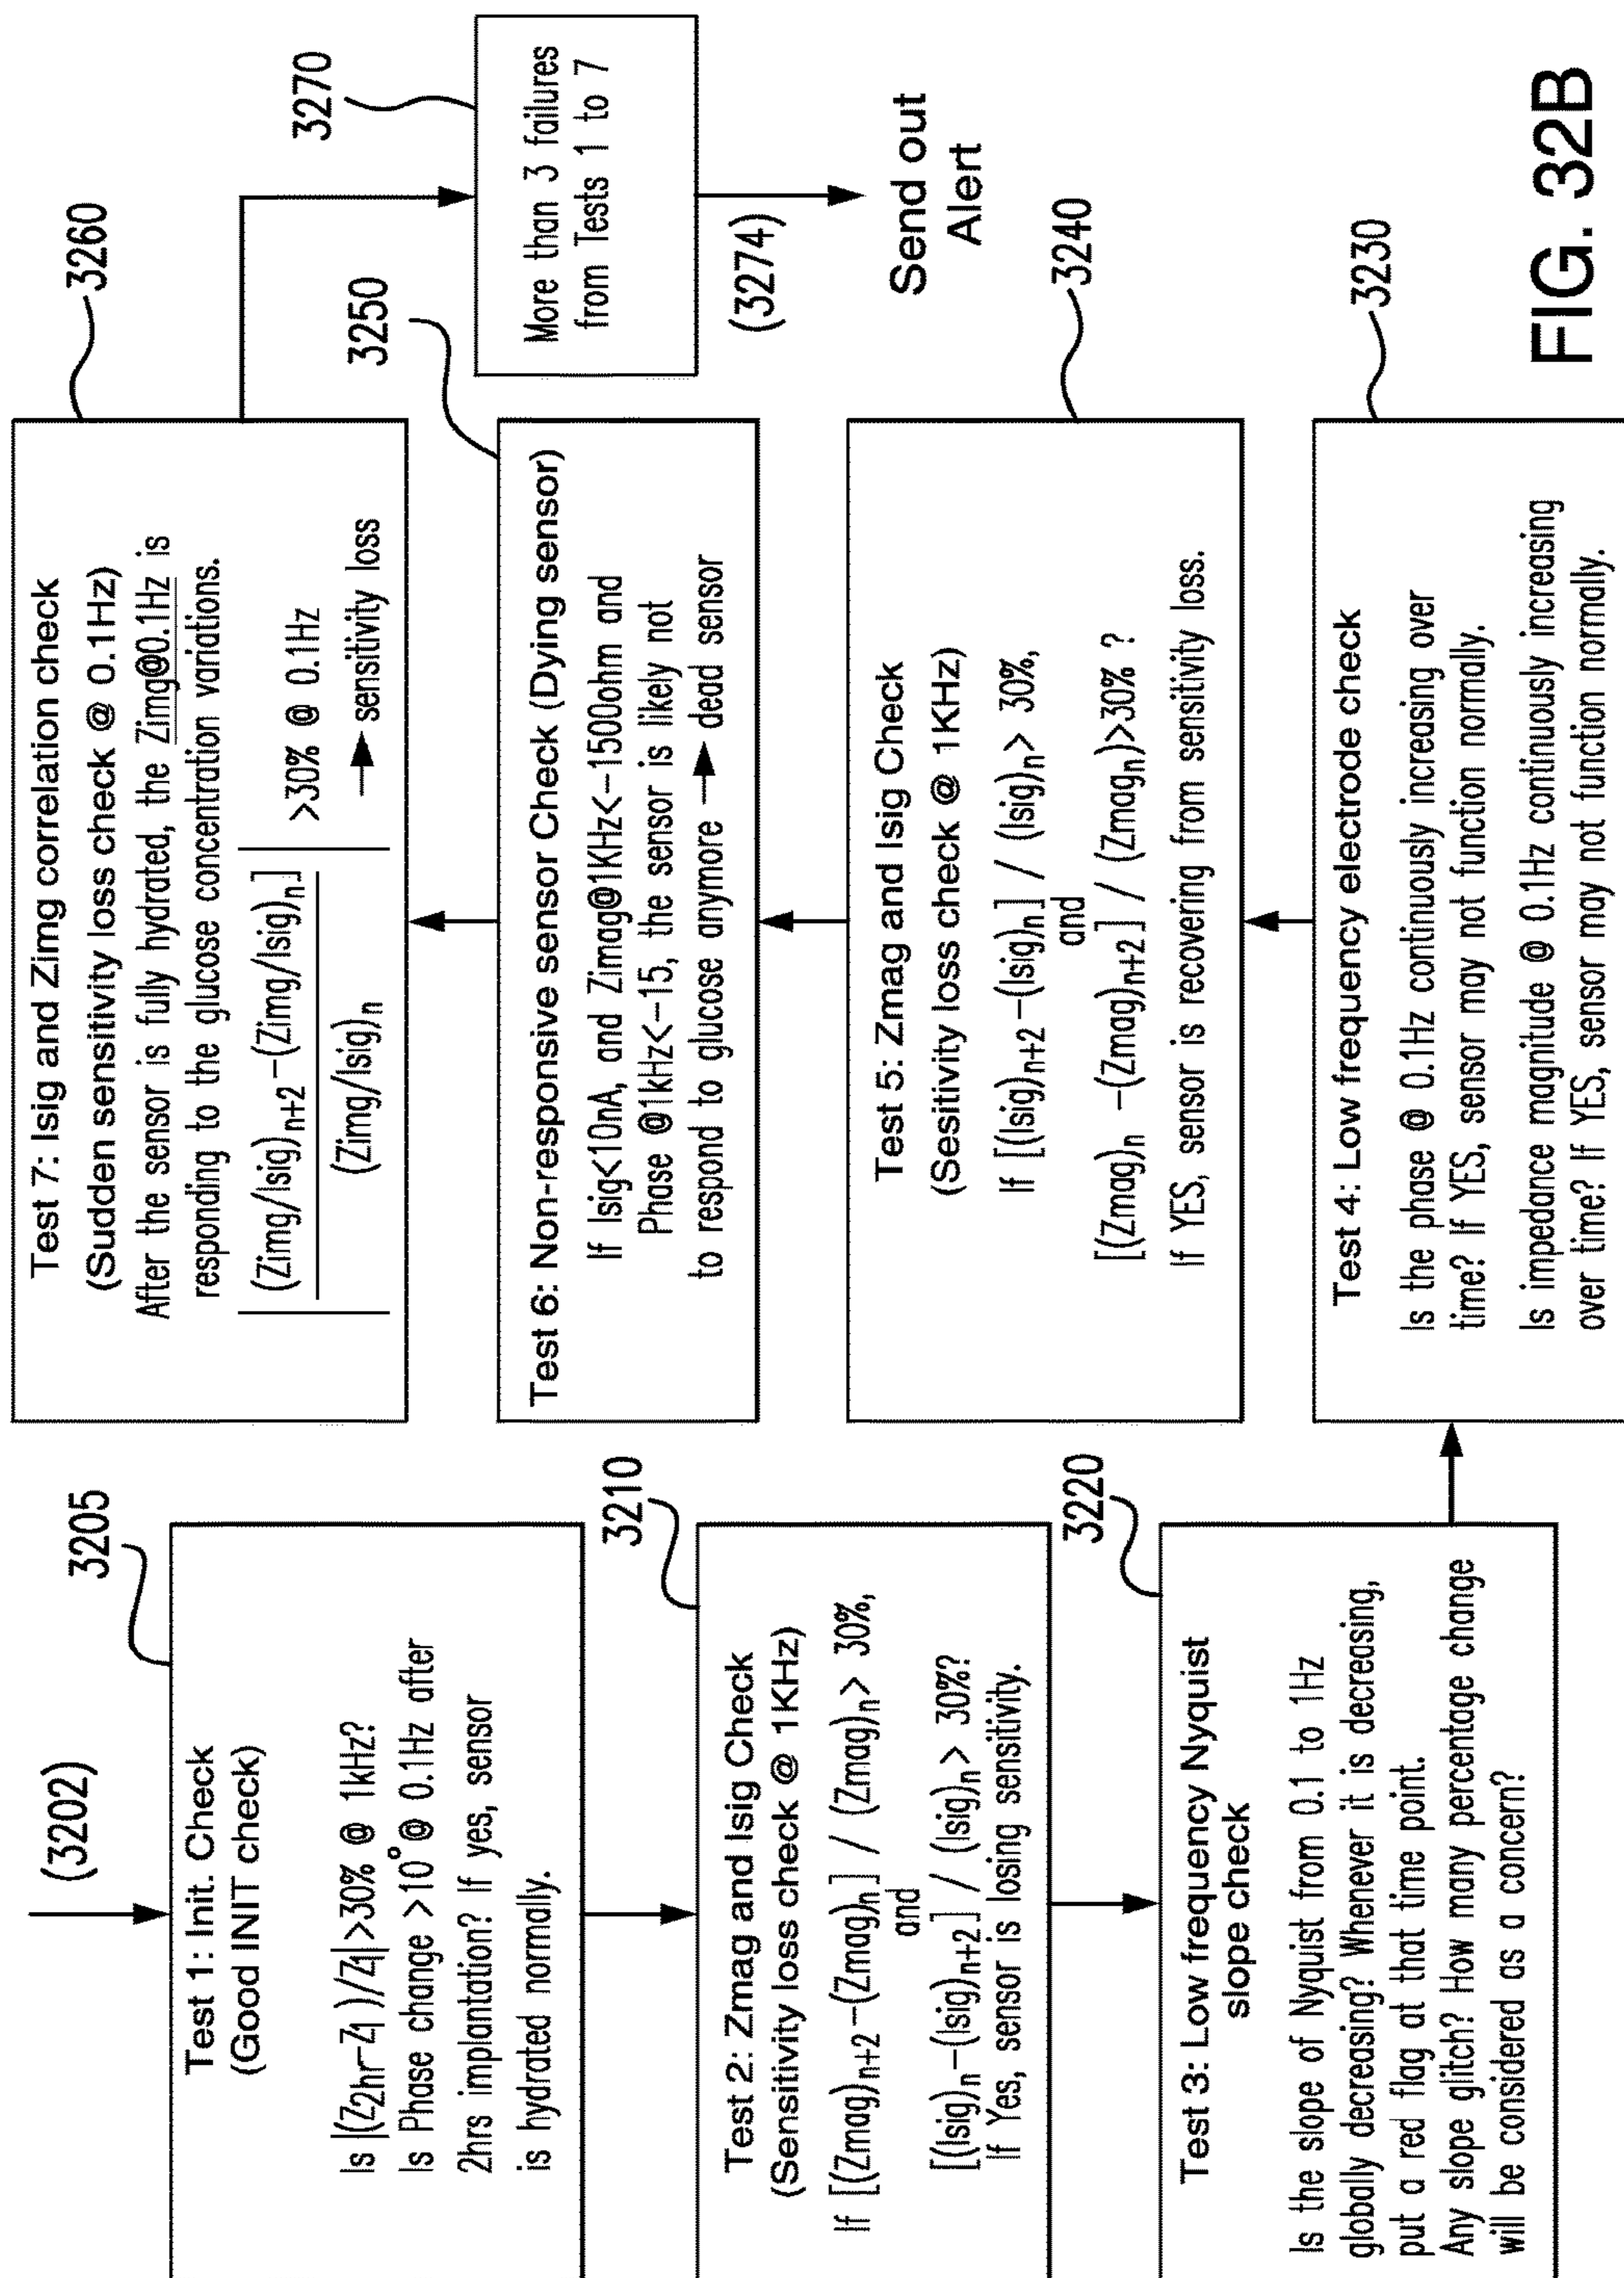 (3202)
3205
Test 1: Init. Check
(Good INIT check)
Is |(Z2hr-Z1)/Z1|>30% @ 1kHz?
Is Phase change >10° @ 0.1Hz after
2hrs implantation? If yes, sensor
is hydrated normally.
3210
Test 2: Zmag and Isig Check
(Sensitivity loss check @ 1KHz)
If [(Zmag)n+2-(Zmag)n] / (Zmag)n> 30%,
and
[(Isig)n-(Isig)n+2] / (Isig)n> 30%?
If Yes, sensor is losing sensitivity.
3220
Test 3: Low frequency Nyquist
slope check
Is the slope of Nyquist from 0.1 to 1Hz
globally decreasing? Whenever it is decreasing,
put a red flag at that time point.
Any slope glitch? How many percentage change
will be considered as a concern?
3230
Test 4: Low frequency electrode check
Is the phase @ 0.1Hz continuously increasing over
time? If YES, sensor may not function normally.
Is impedance magnitude @ 0.1Hz continuously increasing
over time? If YES, sensor may not function normally.
3240
Test 5: Zmag and Isig Check
(Sesitivity loss check @ 1KHz)
If [(Isig)n+2-(Isig)n] / (Isig)n> 30%,
and
[(Zmag)n -(Zmag)n+2] / (Zmagn)>30% ?
If YES, sensor is recovering from sensitivity loss.
3250
Test 6: Non-responsive sensor Check (Dying sensor)
If Isig<10nA, and Zimag@1KHz<-1500ohm and
Phase @1kHz<-15, the sensor is likely not
to respond to glucose anymore → dead sensor
3260
Test 7: Isig and Zimg correlation check
(Sudden sensitivity loss check @ 0.1Hz)
After the sensor is fully hydrated, the Zimg@0.1Hz is
responding to the glucose concentration variations.
|(Zimg/Isig)n+2-(Zimg/Isig)n]
(Zimg/Isig)n| >30% @ 0.1Hz
→ sensitivity loss
3270
More than 3 failures
from Tests 1 to 7
(3274)
Send out
Alert
FIG. 32B